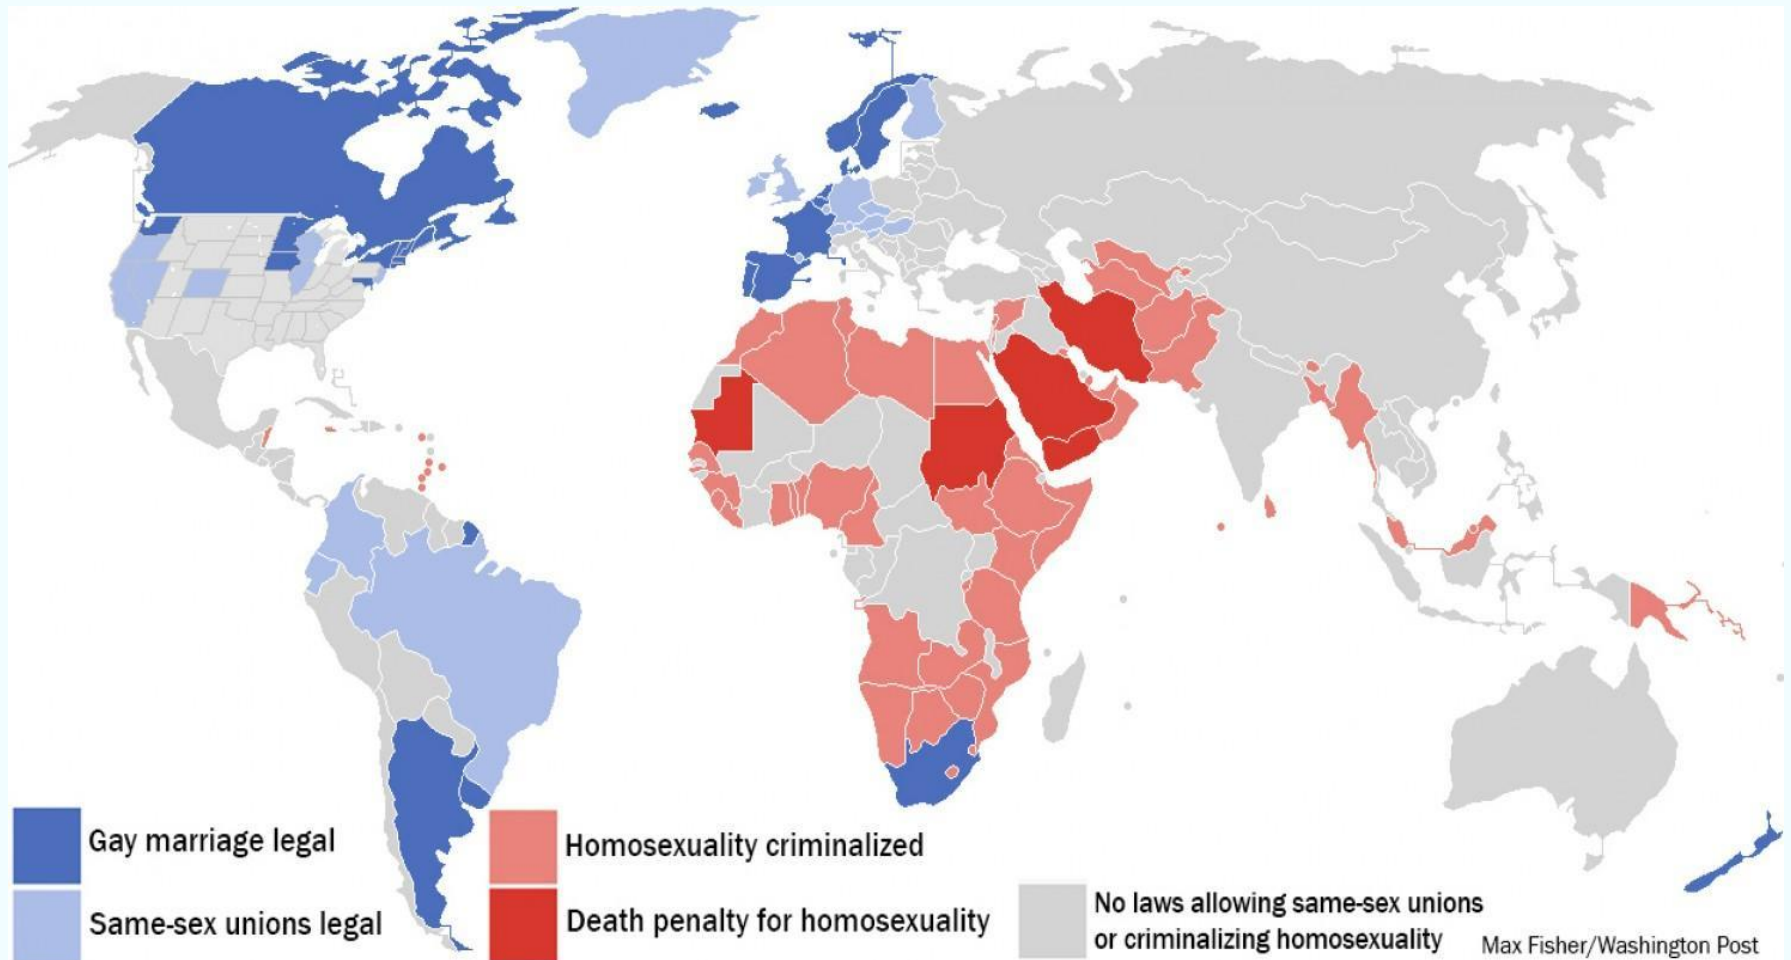 Gay marriage legal
Same-sex unions legal
Homosexuality criminalized
Death penalty for homosexuality
No laws allowing same-sex unions
or criminalizing homosexuality
Max Fisher/Washington Post